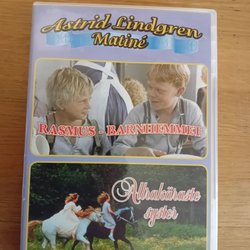 Astrid Lindgren
Matiné
RASMUS - BARNHEMMET
Allrakäraste
syster